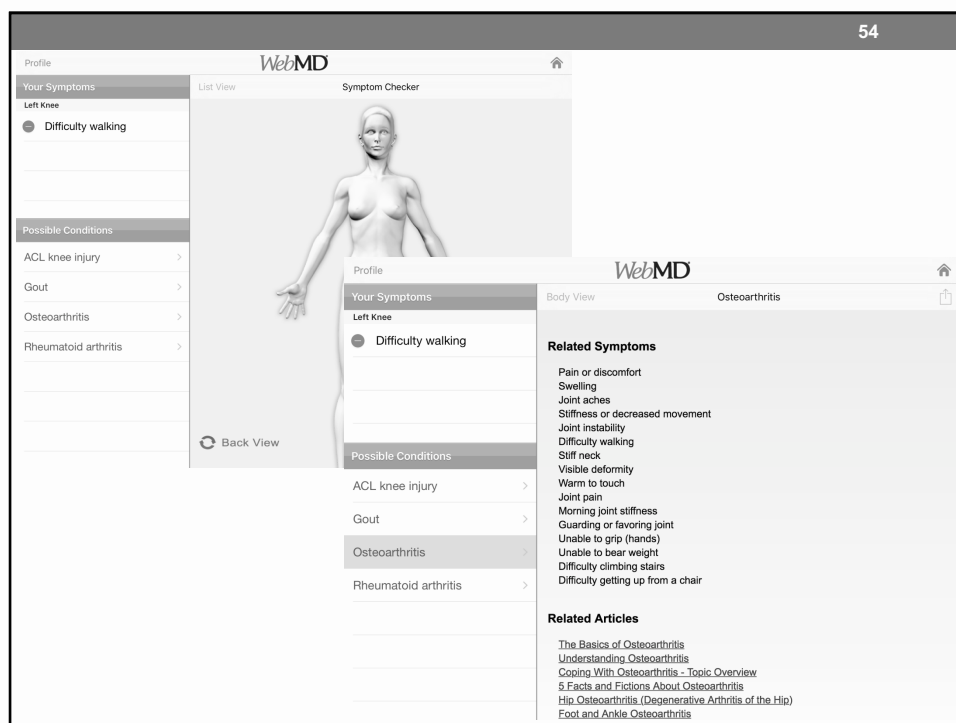 54
Profile
WebMD
Your Symptoms
Left Knee
Difficulty walking
Possible Conditions
ACL knee injury
Gout
Osteoarthritis
Rheumatoid arthritis
List View
Symptom Checker
Back View
Profile
WebMD
Your Symptoms
Left Knee
Difficulty walking
Possible Conditions
ACL knee injury
Gout
Osteoarthritis
Rheumatoid arthritis
Body View
Osteoarthritis
Related Symptoms
Pain or discomfort
Swelling
Joint aches
Stiffness or decreased movement
Joint instability
Difficulty walking
Stiff neck
Visible deformity
Warm to touch
Joint pain
Morning joint stiffness
Guarding or favoring joint
Unable to grip (hands)
Unable to bear weight
Difficulty climbing stairs
Difficulty getting up from a chair
Related Articles
The Basics of Osteoarthritis
Understanding Osteoarthritis
Coping With Osteoarthritis - Topic Overview
5 Facts and Fictions About Osteoarthritis
Hip Osteoarthritis (Degenerative Arthritis of the Hip)
Foot and Ankle Osteoarthritis